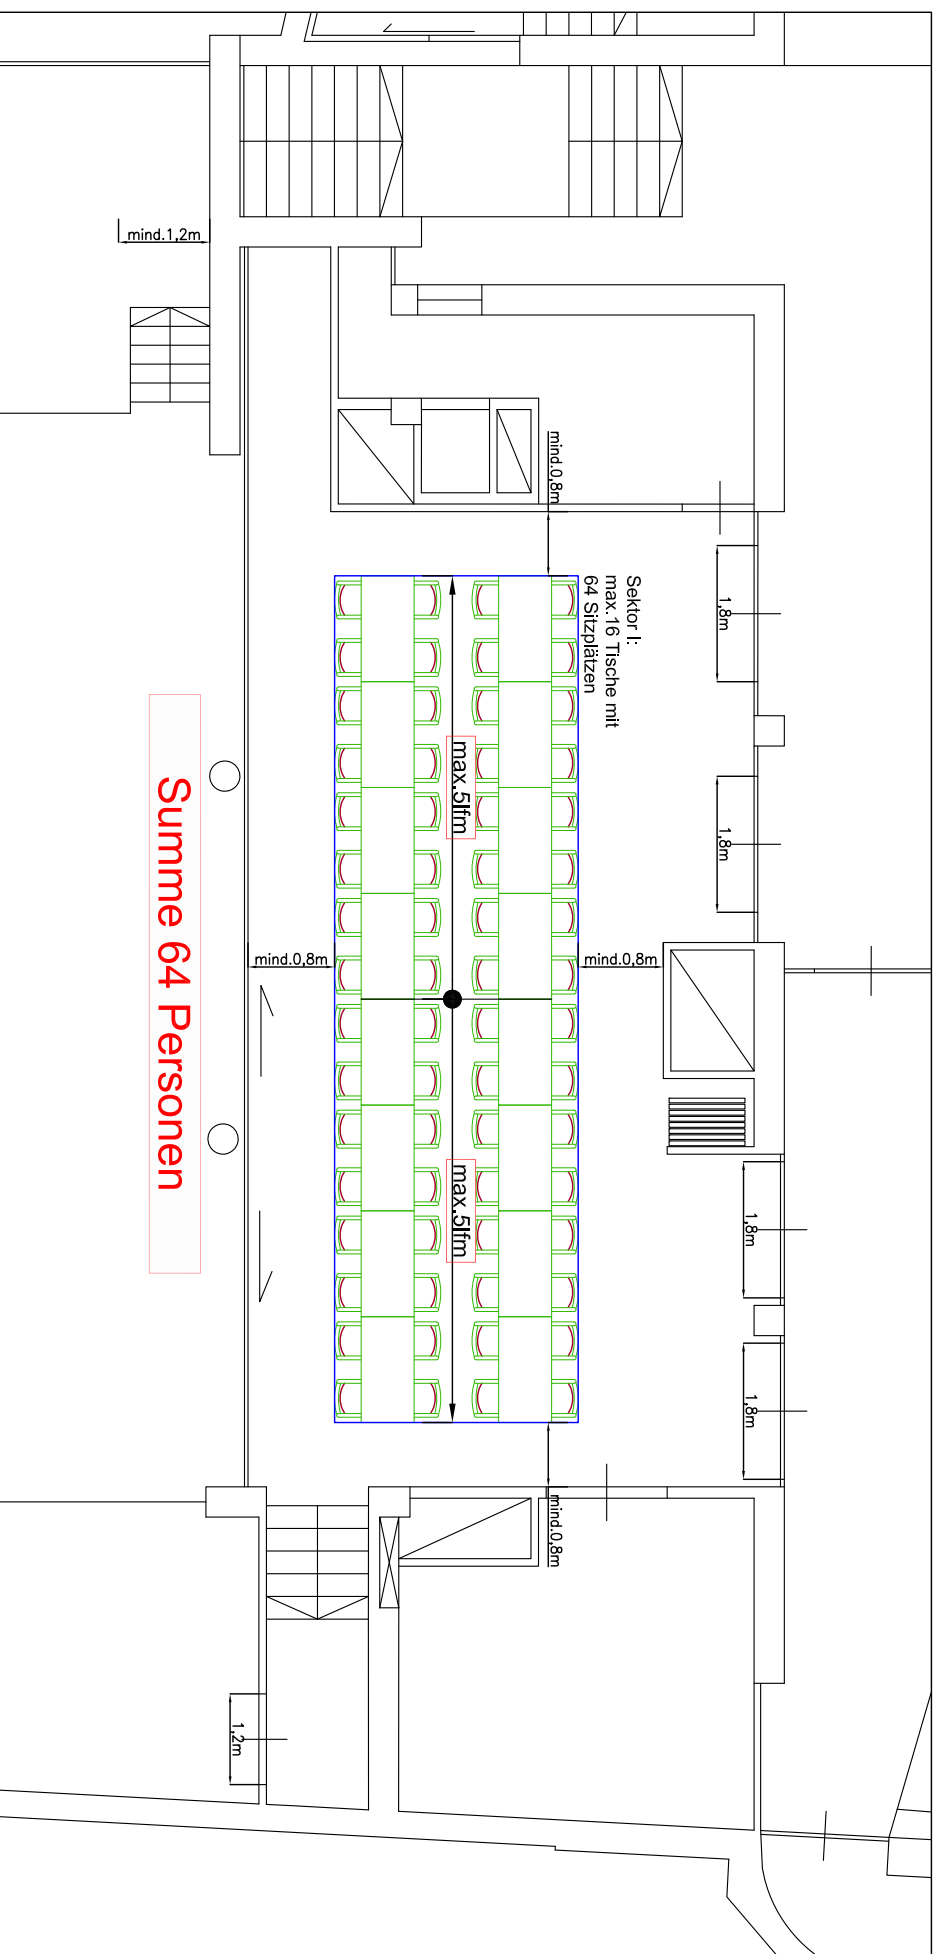 mind.1,2m
mind.0,8m
Sektor I:
max.16 Tische mit
64 Sitzplätzen
1,8m
1,8m
max.5lfm
Summe 64 Personen
mind.0,8m
mind.0,8m
max.5lfm
1,8m
1,8m
mind.0,8m
1,2m